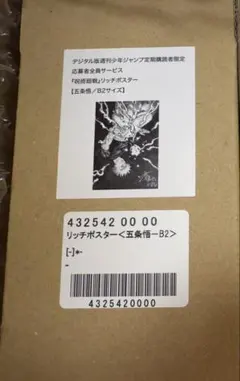 デジタル版週刊少年ジャンプ定期購読者限定
応募者全員サービス
『呪術廻戦』リッチポスター
【五条悟／B2サイズ】
432542 00 00
リッチポスター＜五条悟－B2＞
[-]*-
-
4325420000